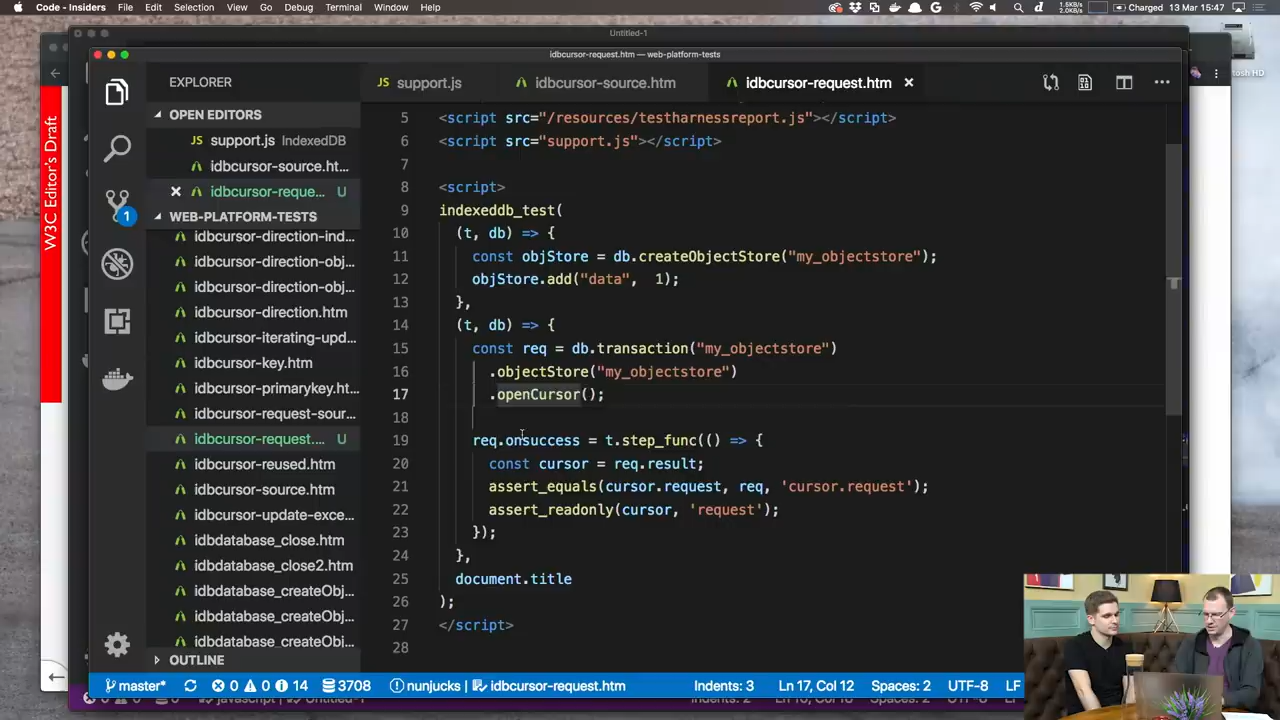 Code - Insiders File Edit Selection View Go Debug Terminal Window Help
1.5KB/s
2.0KB/s
Charged 13 Mar 15:47
Untitled-1
idbcursor-request.htm — web-platform-tests
tosh HD
W3C Editor's Draft
EXPLORER
JS support.js
idbcursor-source.htm
idbcursor-request.htm
OPEN EDITORS
JS support.js IndexedDB
idbcursor-source.ht...
idbcursor-reque... U
1
WEB-PLATFORM-TESTS
idbcursor-direction-ind...
idbcursor-direction-obj...
idbcursor-direction-obj...
idbcursor-direction.htm
idbcursor-iterating-upd...
idbcursor-key.htm
idbcursor-primarykey.ht...
idbcursor-request-sour...
idbcursor-request.... U
idbcursor-reused.htm
idbcursor-source.htm
idbcursor-update-exce...
idbdatabase_close.htm
idbdatabase_close2.htm
idbdatabase_createObj...
idbdatabase_createObj...
idbdatabase_createObj...
OUTLINE
5 <script src="/resources/testharnessreport.js"></script>
6 <script src="support.js"></script>
7
8 <script>
9 indexeddb_test(
10 (t, db) => {
11 const objStore = db.createObjectStore("my_objectstore");
12 objStore.add("data", 1);
13 },
14 (t, db) => {
15 const req = db.transaction("my_objectstore")
16 .objectStore("my_objectstore")
17 .openCursor();
18
19 req.onsuccess = t.step_func(() => {
20 const cursor = req.result;
21 assert_equals(cursor.request, req, 'cursor.request');
22 assert_readonly(cursor, 'request');
23 });
24 },
25 document.title
26 );
27 </script>
28
master* 0 0 14 3708 nunjucks idbcursor-request.htm Indents: 3 Ln 17, Col 12 Spaces: 2 UTF-8 LF